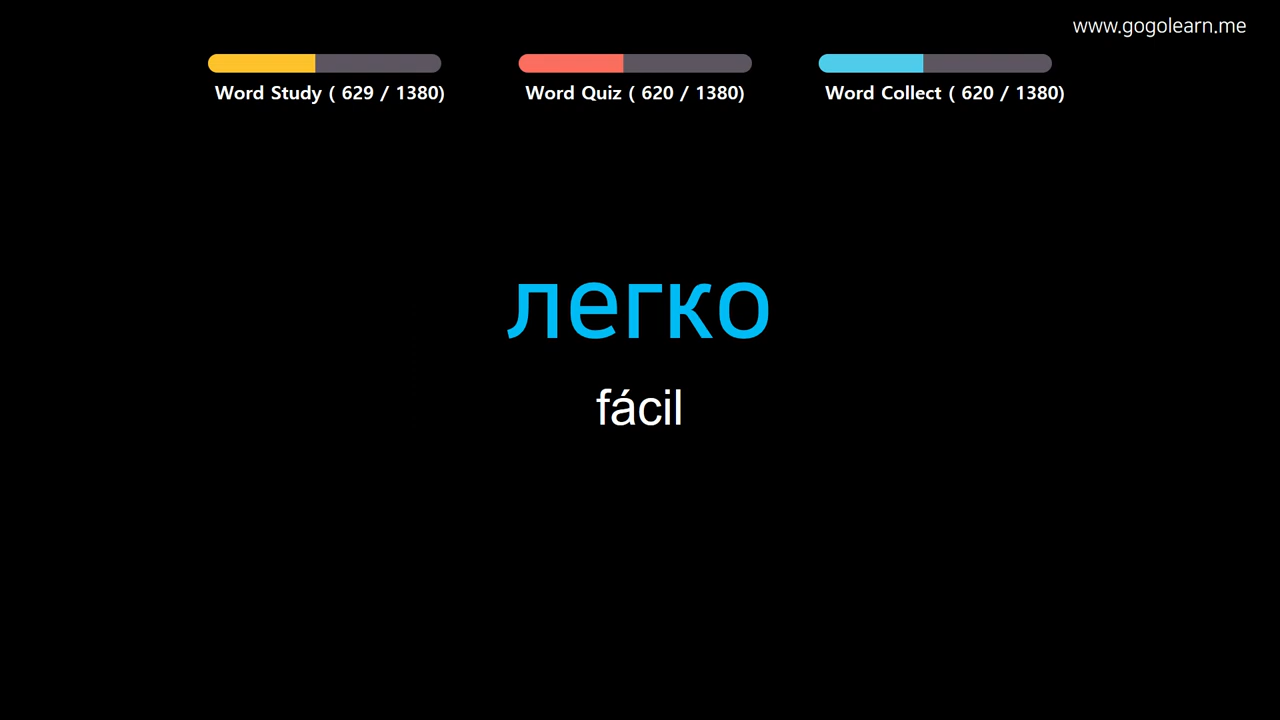 www.gogolearn.me
Word Study ( 629 / 1380)
Word Quiz ( 620 / 1380)
Word Collect ( 620 / 1380)
легко
fácil